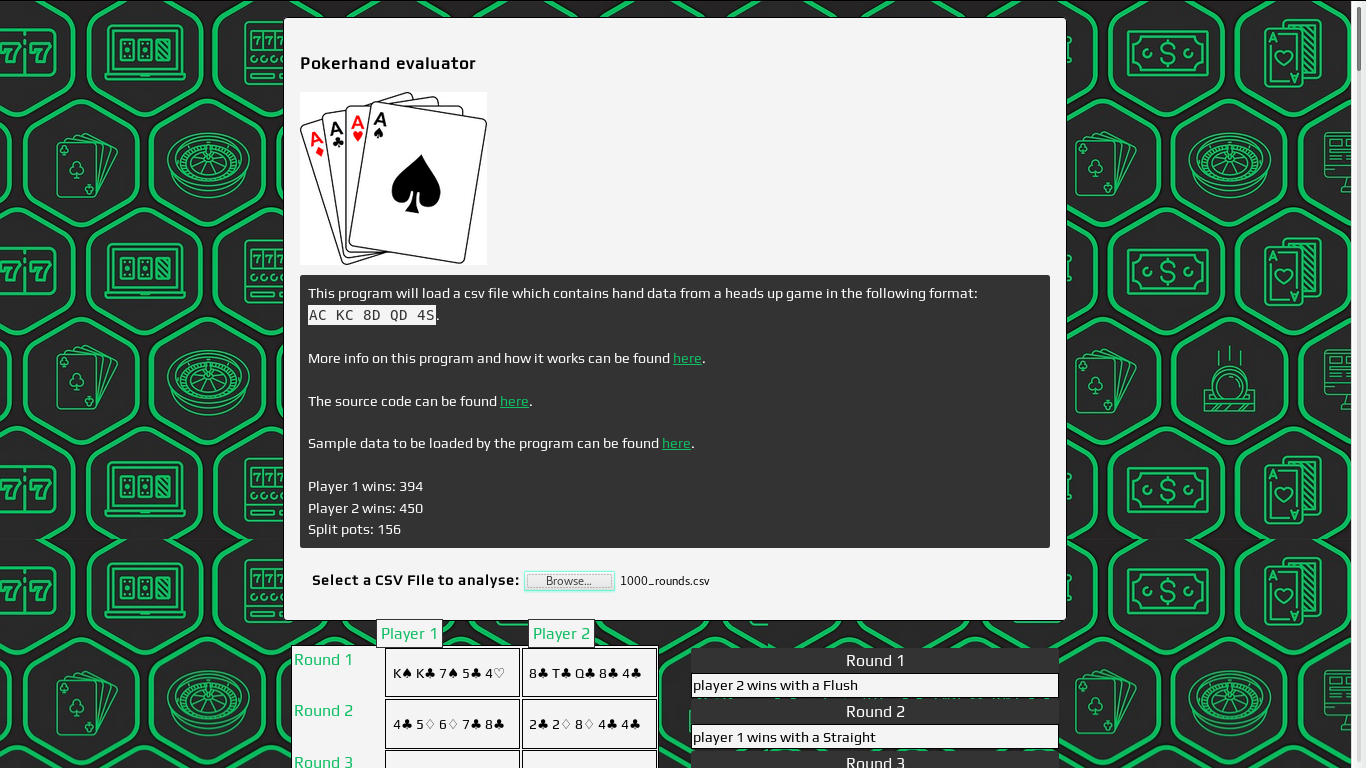 Pokerhand evaluator
A A A A
This program will load a csv file which contains hand data from a heads up game in the following format:
AC KC 8D QD 4S.
More info on this program and how it works can be found here.
The source code can be found here.
Sample data to be loaded by the program can be found here.
Player 1 wins: 394
Player 2 wins: 450
Split pots: 156
Select a CSV File to analyse: Browse... 1000_rounds.csv
Player 1 Player 2
Round 1 K♠ K♣ 7♠ 5♣ 4♡ 8♣ T♣ Q♣ 8♣ 4♣
Round 1
player 2 wins with a Flush
Round 2 4♣ 5♢ 6♢ 7♣ 8♣ 2♣ 2♢ 8♢ 4♣ 4♣
Round 2
player 1 wins with a Straight
Round 3
Round 3